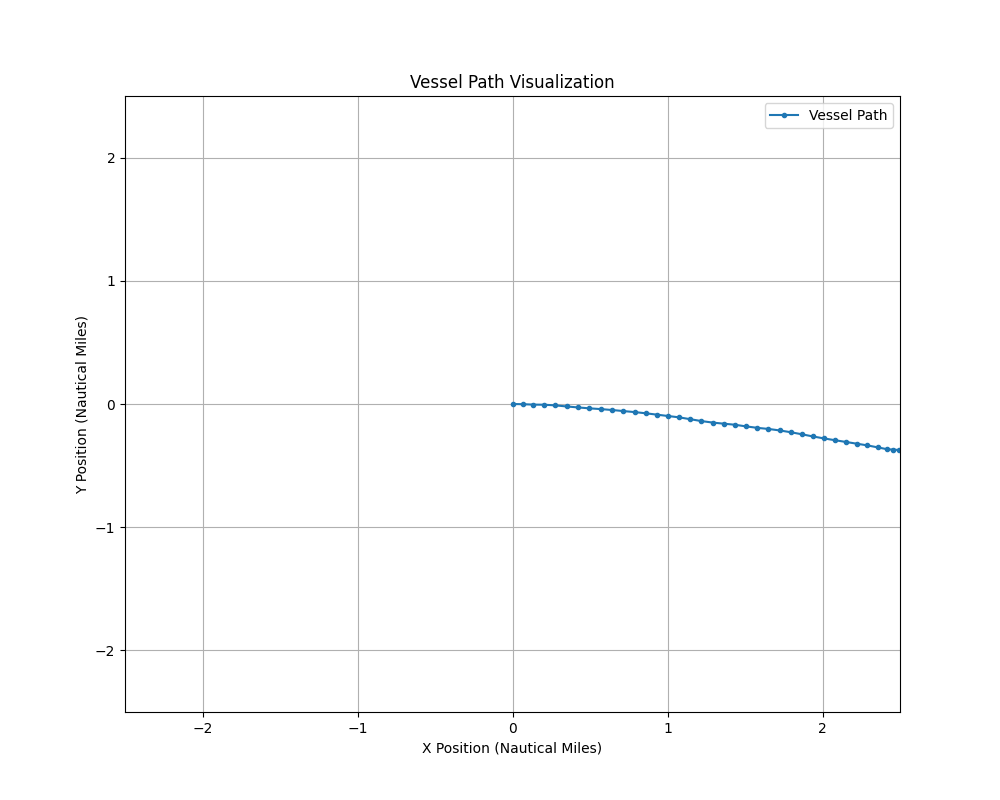 Vessel Path Visualization
Vessel Path
2
1
0
−1
−2
Y Position (Nautical Miles)
−2 −1 0 1 2
X Position (Nautical Miles)